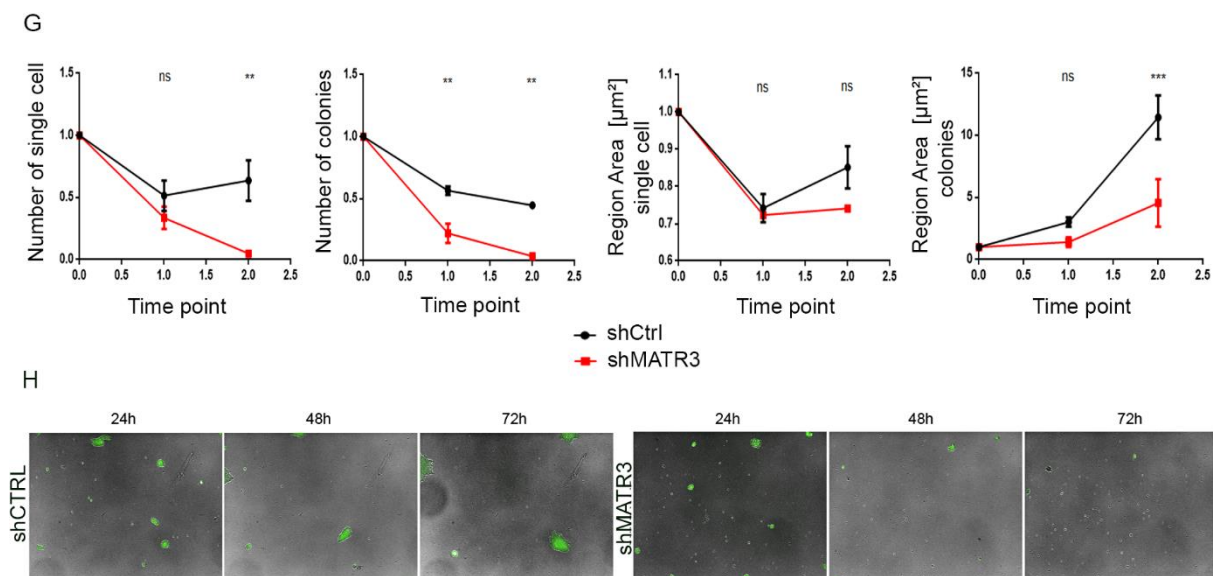 G
Number of single cell
1.5
1.0
0.5
0.0
ns
**
0.0 0.5 1.0 1.5 2.0 2.5
Time point
Number of colonies
1.5
1.0
0.5
0.0
**
**
0.0 0.5 1.0 1.5 2.0 2.5
Time point
Region Area [µm²]
single cell
1.1
1.0
0.9
0.8
0.7
0.6
ns
ns
0.0 0.5 1.0 1.5 2.0 2.5
Time point
Region Area [µm²]
colonies
15
10
5
0
ns
***
0.0 0.5 1.0 1.5 2.0 2.5
Time point
shCtrl
shMATR3
H
24h 48h 72h
shCTRL
24h 48h 72h
shMATR3